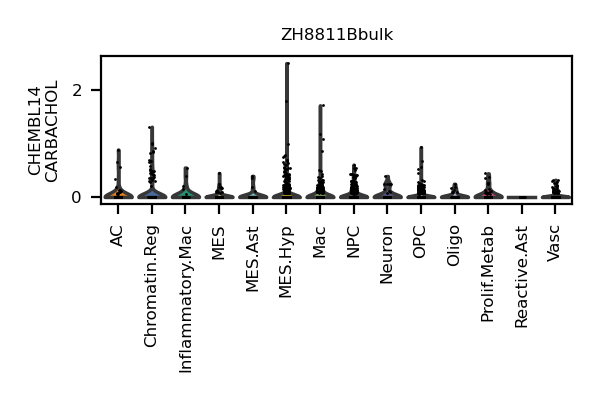 ZH8811Bbulk
CHEMBL14
CARBACHOL
2
0
AC
Chromatin.Reg
Inflammatory.Mac
MES
MES.Ast
MES.Hyp
Mac
NPC
Neuron
OPC
Oligo
Prolif.Metab
Reactive.Ast
Vasc